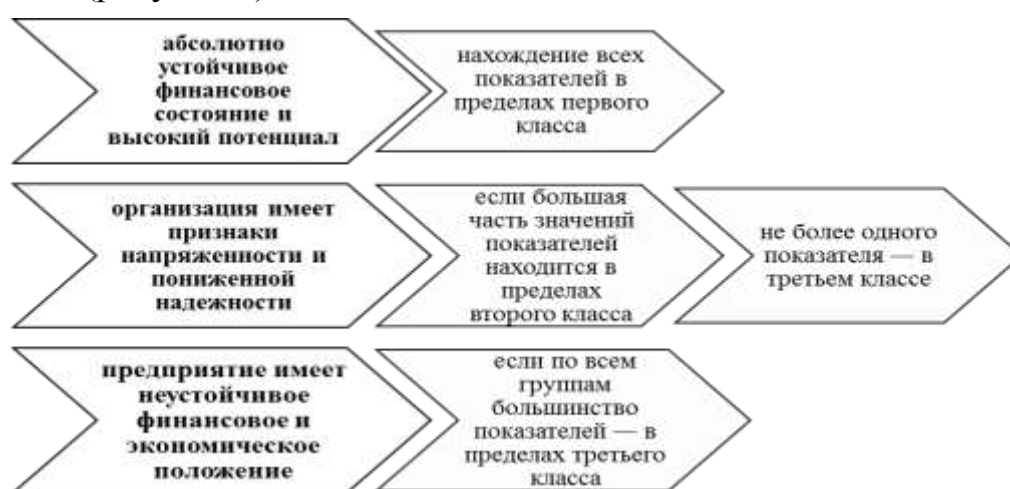 абсолютно
устойчивое
финансовое
состояние и
высокий потенциал
нахождение всех
показателей в
пределах первого
класса
организация имеет
признаки
напряженности и
пониженной
надежности
если большая
часть значений
показателей
находится в
пределах
второго класса
не более одного
показателя — в
третьем классе
предприятие имеет
неустойчивое
финансовое и
экономическое
положение
если по всем
группам
большинство
показателей — в
пределах третьего
класса